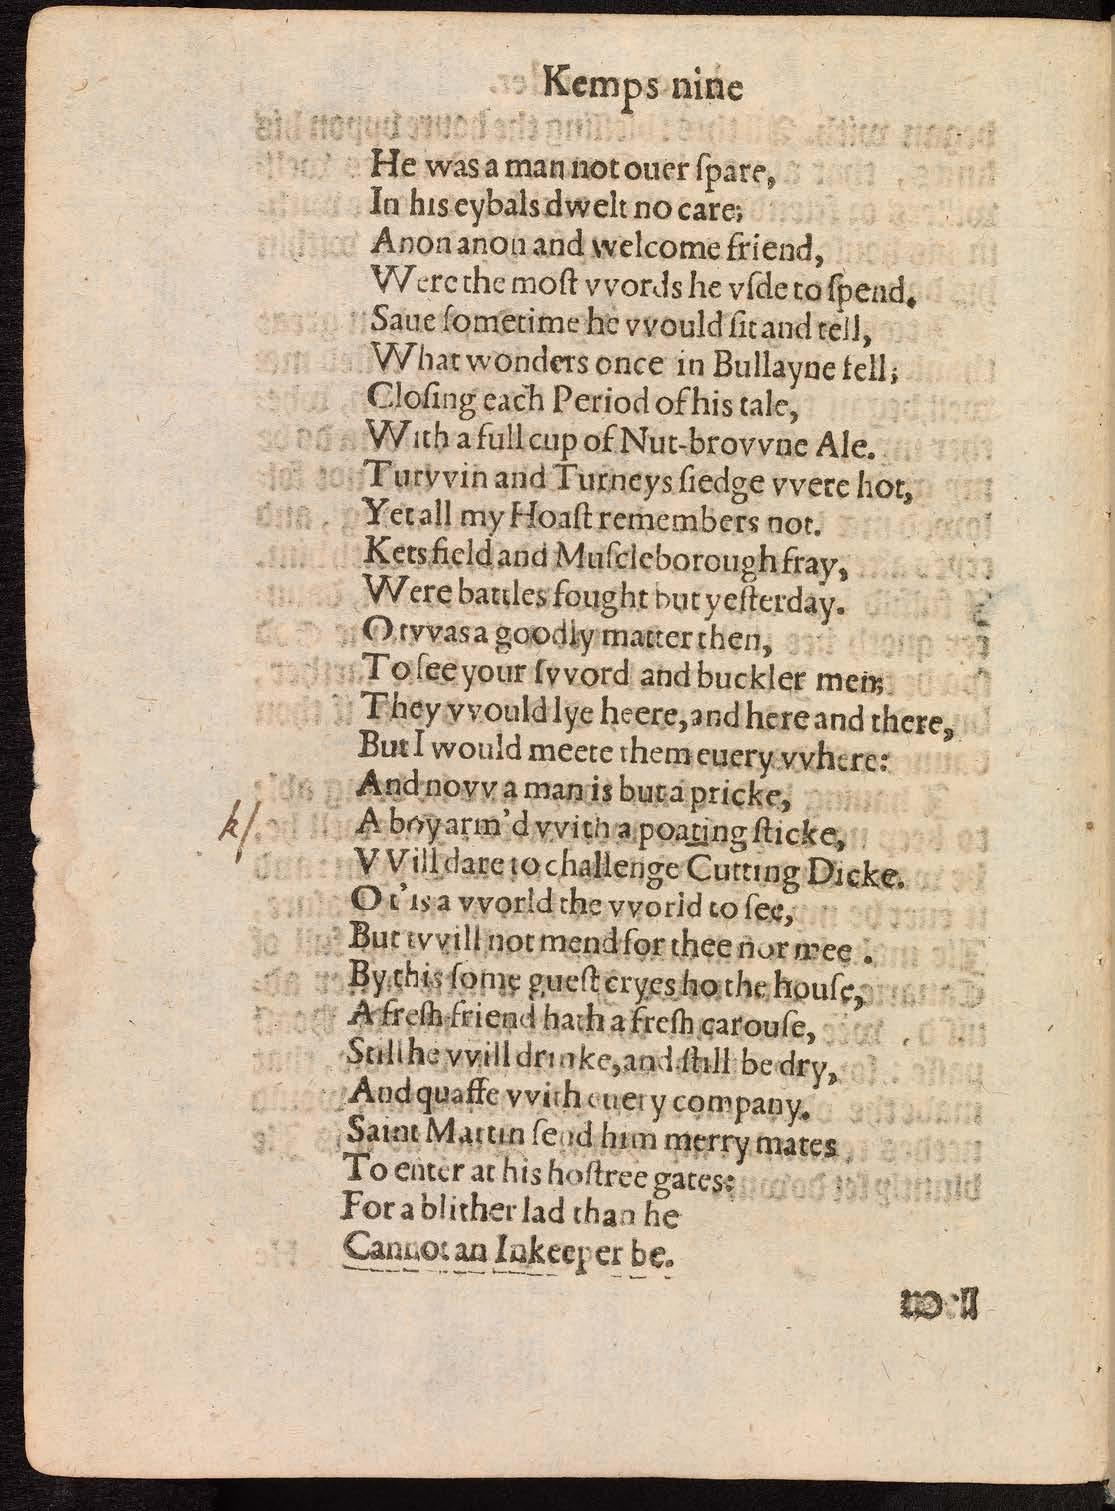 Kemps nine
He was a man not ouer ſpare,
In his eybals dwelt no care;
Anon anon and welcome friend,
Were the moſt vvords he vſde to ſpend.
Saue ſometime he vvould ſit and tell,
What wonders once in Bullayne fell;
Cloſing each Period of his tale,
With a full cup of Nut-brovvne Ale.
Turvvin and Turneys ſiedge vvere hot,
Yet all my Hoaſt remembers not.
Kets field and Muſcleborough fray,
Were battles fought but yeſterday.
O tvvas a goodly matter then,
To ſee your ſvvord and buckler men;
They vvould lye heere, and here and there,
But I would meete them euery vvhere:
And novv a man is but a pricke,
k/
A boy arm'd vvith a poating ſticke,
VVill dare to challenge Cutting Dicke.
O t'is a vvorld the vvorld to ſee,
But tvvill not mend for thee nor mee.
By this ſome gueſt cryes ho the houſe,
A freſh friend hath a freſh carouſe,
Still he vvill drinke, and ſtill be dry,
And quaffe vvith euery company.
Saint Martin ſend him merry mates
To enter at his hoſtree gates:
For a blither lad than he
Cannot an Inkeeper be.